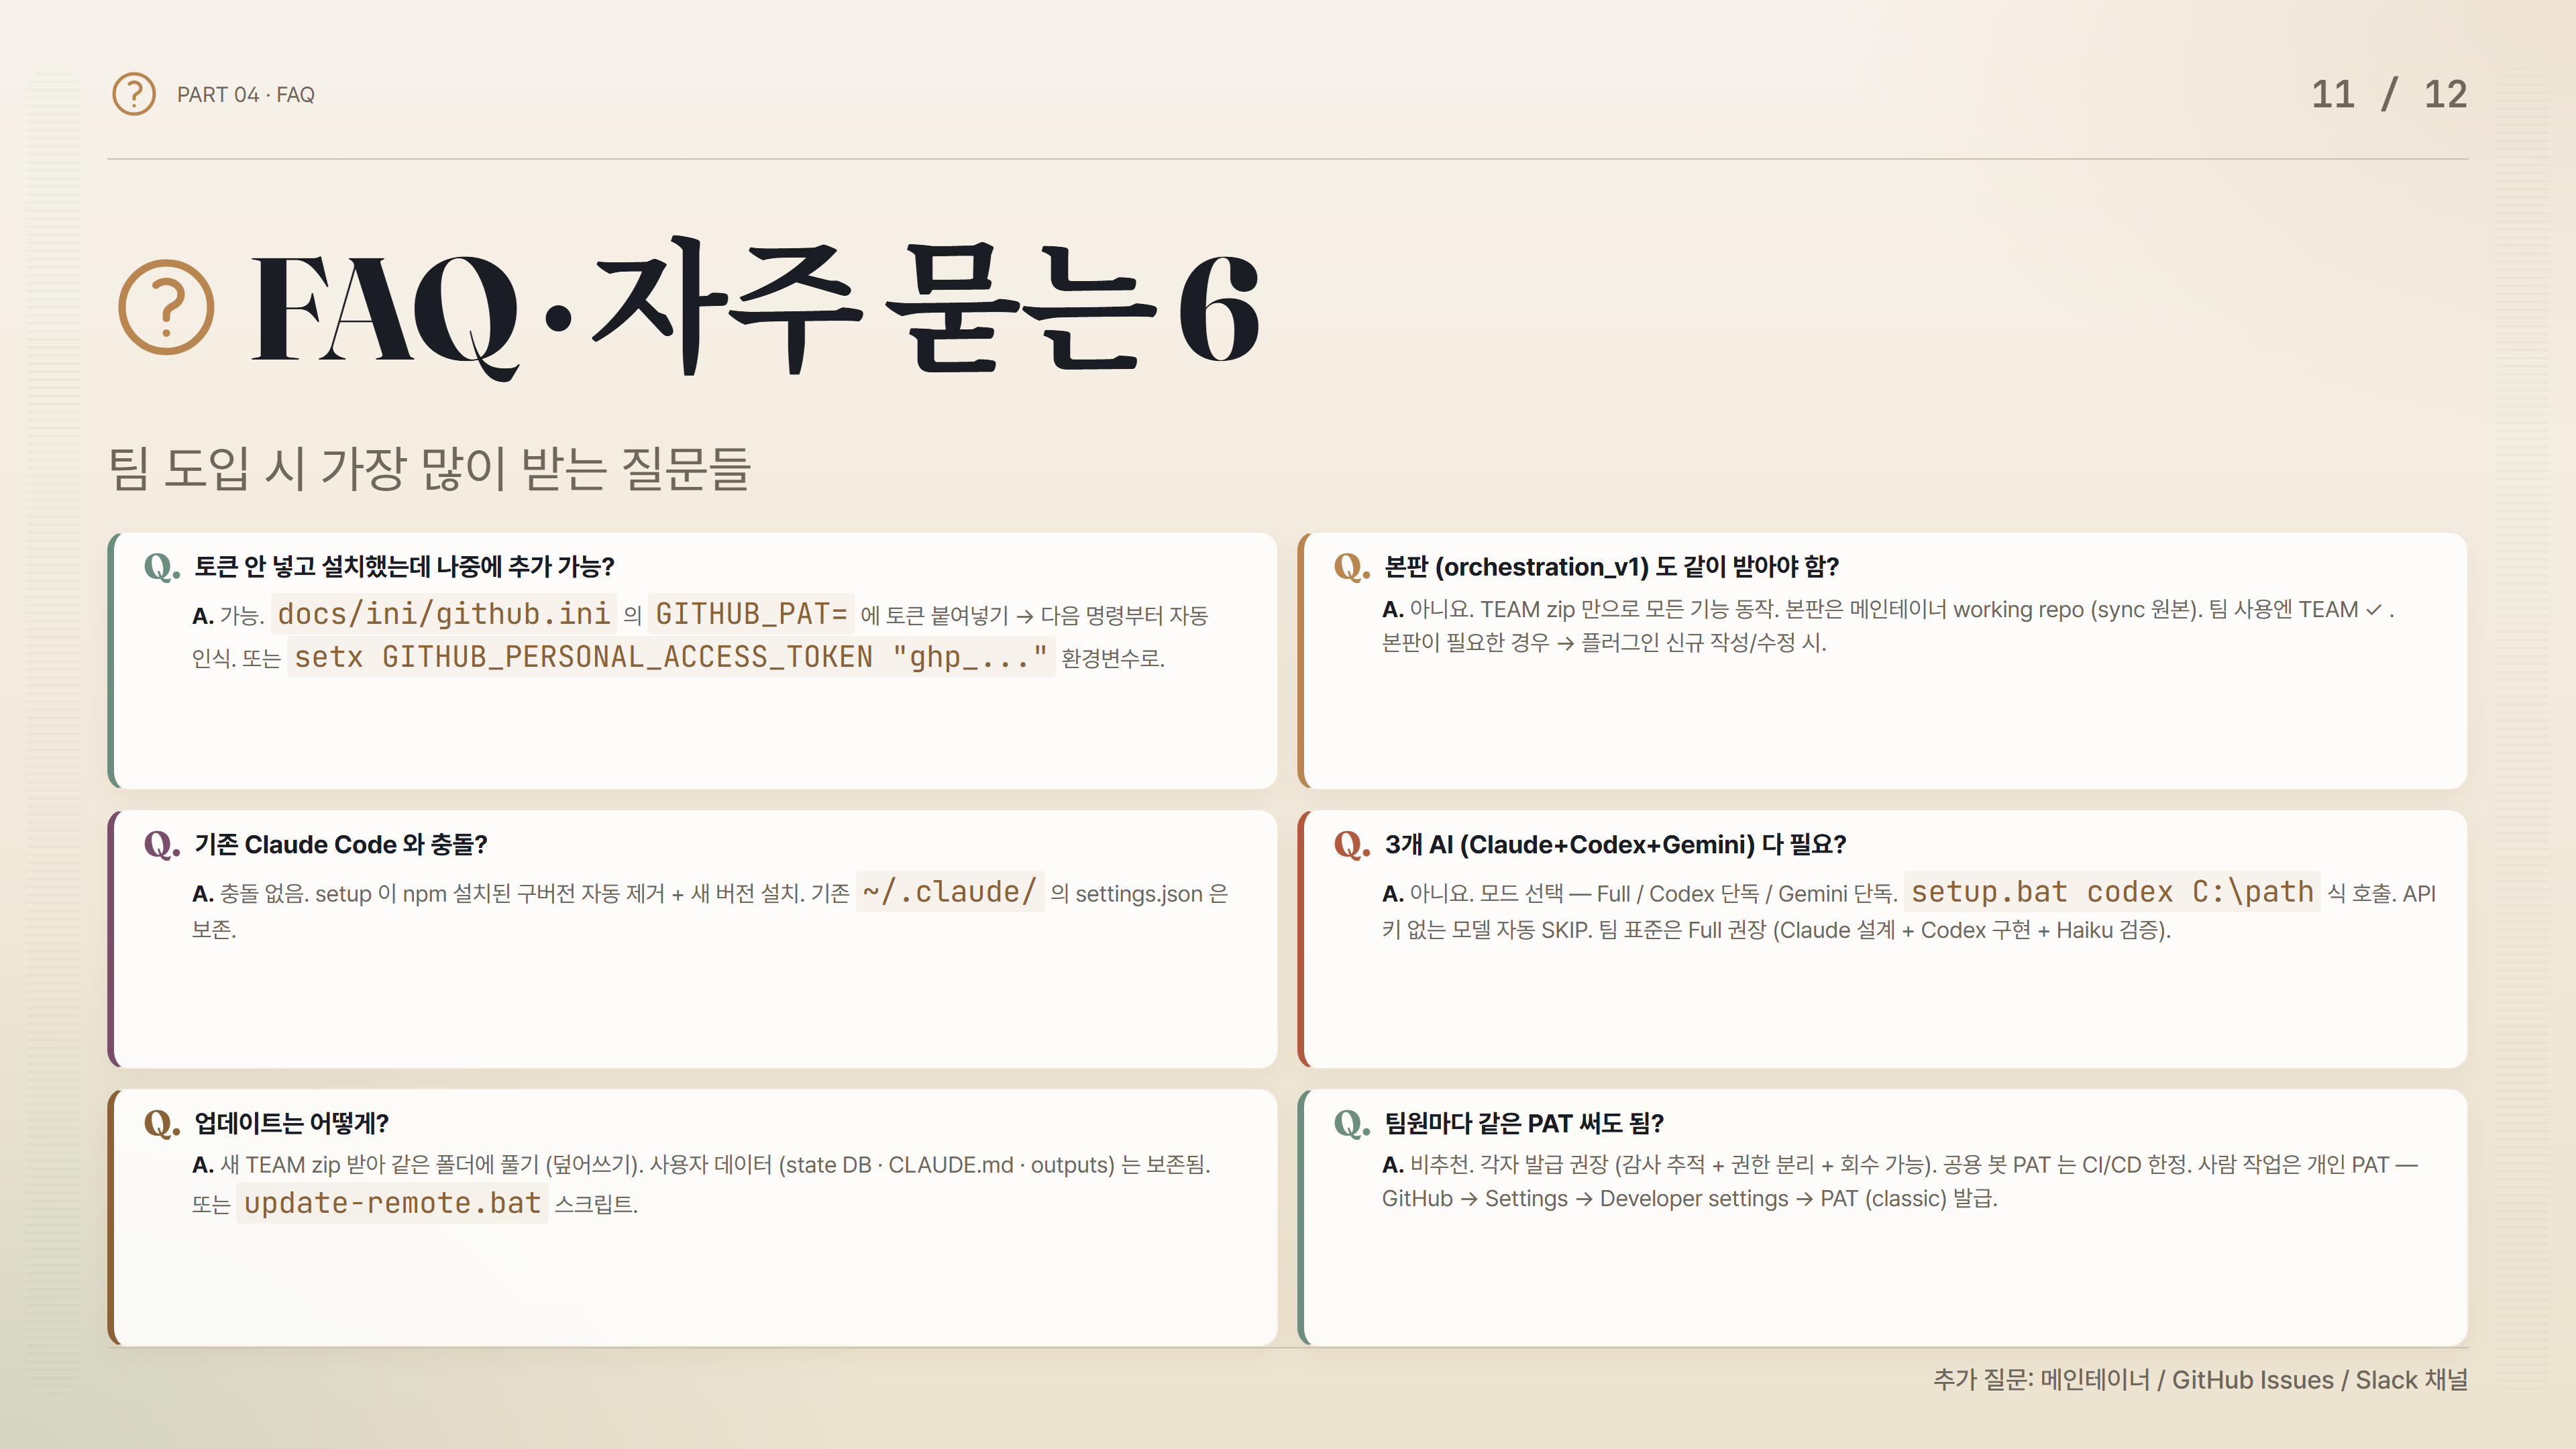 PART 04 · FAQ
11 / 12
FAQ · 자주 묻는 6
팀 도입 시 가장 많이 받는 질문들
Q. 토큰 안 넣고 설치했는데 나중에 추가 가능?
A. 가능. docs/ini/github.ini 의 GITHUB_PAT= 에 토큰 붙여넣기 → 다음 명령부터 자동
인식. 또는 setx GITHUB_PERSONAL_ACCESS_TOKEN "ghp_..." 환경변수로.
Q. 본판 (orchestration_v1) 도 같이 받아야 함?
A. 아니요. TEAM zip 만으로 모든 기능 동작. 본판은 메인테이너 working repo (sync 원본). 팀 사용엔 TEAM ✓ .
본판이 필요한 경우 → 플러그인 신규 작성/수정 시.
Q. 기존 Claude Code 와 충돌?
A. 충돌 없음. setup 이 npm 설치된 구버전 자동 제거 + 새 버전 설치. 기존 ~/.claude/ 의 settings.json 은
보존.
Q. 3개 AI (Claude+Codex+Gemini) 다 필요?
A. 아니요. 모드 선택 — Full / Codex 단독 / Gemini 단독. setup.bat codex C:\path 식 호출. API
키 없는 모델 자동 SKIP. 팀 표준은 Full 권장 (Claude 설계 + Codex 구현 + Haiku 검증).
Q. 업데이트는 어떻게?
A. 새 TEAM zip 받아 같은 폴더에 풀기 (덮어쓰기). 사용자 데이터 (state DB · CLAUDE.md · outputs) 는 보존됨.
또는 update-remote.bat 스크립트.
Q. 팀원마다 같은 PAT 써도 됨?
A. 비추천. 각자 발급 권장 (감사 추적 + 권한 분리 + 회수 가능). 공용 봇 PAT 는 CI/CD 한정. 사람 작업은 개인 PAT —
GitHub → Settings → Developer settings → PAT (classic) 발급.
추가 질문: 메인테이너 / GitHub Issues / Slack 채널